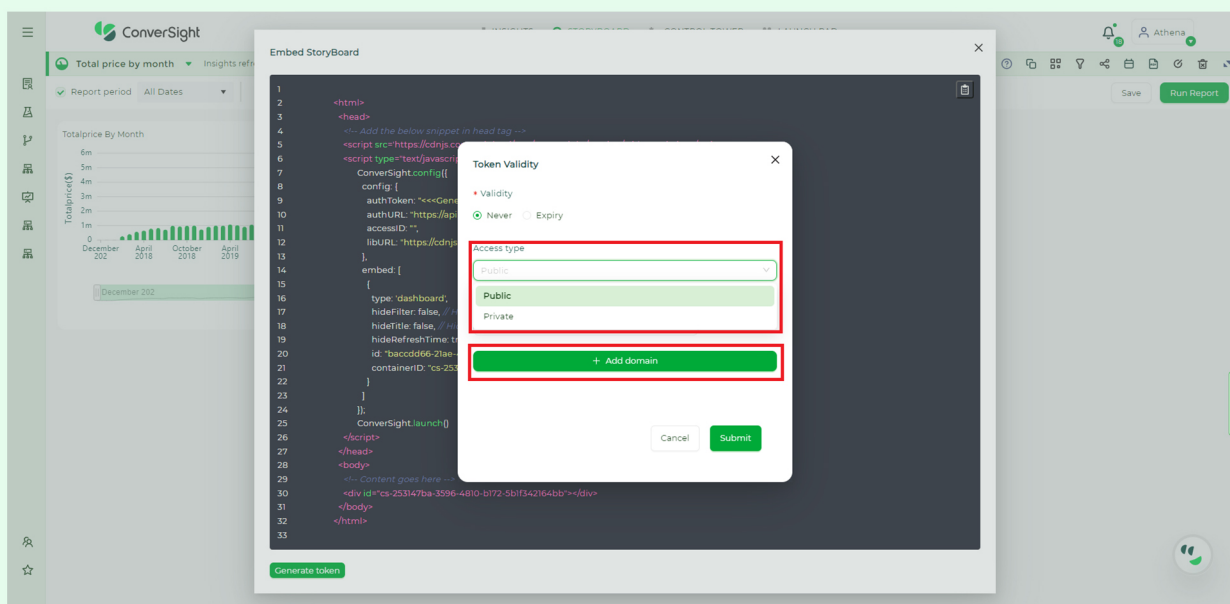 ConverSight
Athena
Total price by month
Insights refr
Report period
All Dates
Save
Run Report
Totalprice By Month
Totalprice($)
6m
5m
4m
3m
2m
1m
0
December 202
April 2018
October 2018
April 2019
December 202
Embed StoryBoard
1
2 <html>
3 <head>
4 <!-- Add the below snippet in head tag -->
5 <script src='https://cdnjs.co
6 <script type="text/javascrip
7 ConverSight.config({
8 config: {
9 authToken: "<<<Gene
10 authURL: "https://api
11 accessID: "",
12 libURL: "https://cdnjs
13 },
14 embed: [
15 {
16 type: 'dashboard',
17 hideFilter: false, // H
18 hideTitle: false, // Hi
19 hideRefreshTime: tr
20 id: "baccdd66-21ae-
21 containerID: "cs-253
22 }
23 ]
24 });
25 ConverSight.launch()
26 </script>
27 </head>
28 <body>
29 <!-- Content goes here -->
30 <div id="cs-253147ba-3596-4810-b172-5b1f342164bb"></div>
31 </body>
32 </html>
33
Generate token
Token Validity
* Validity
Never
Expiry
Access type
Public
Public
Private
+ Add domain
Cancel
Submit